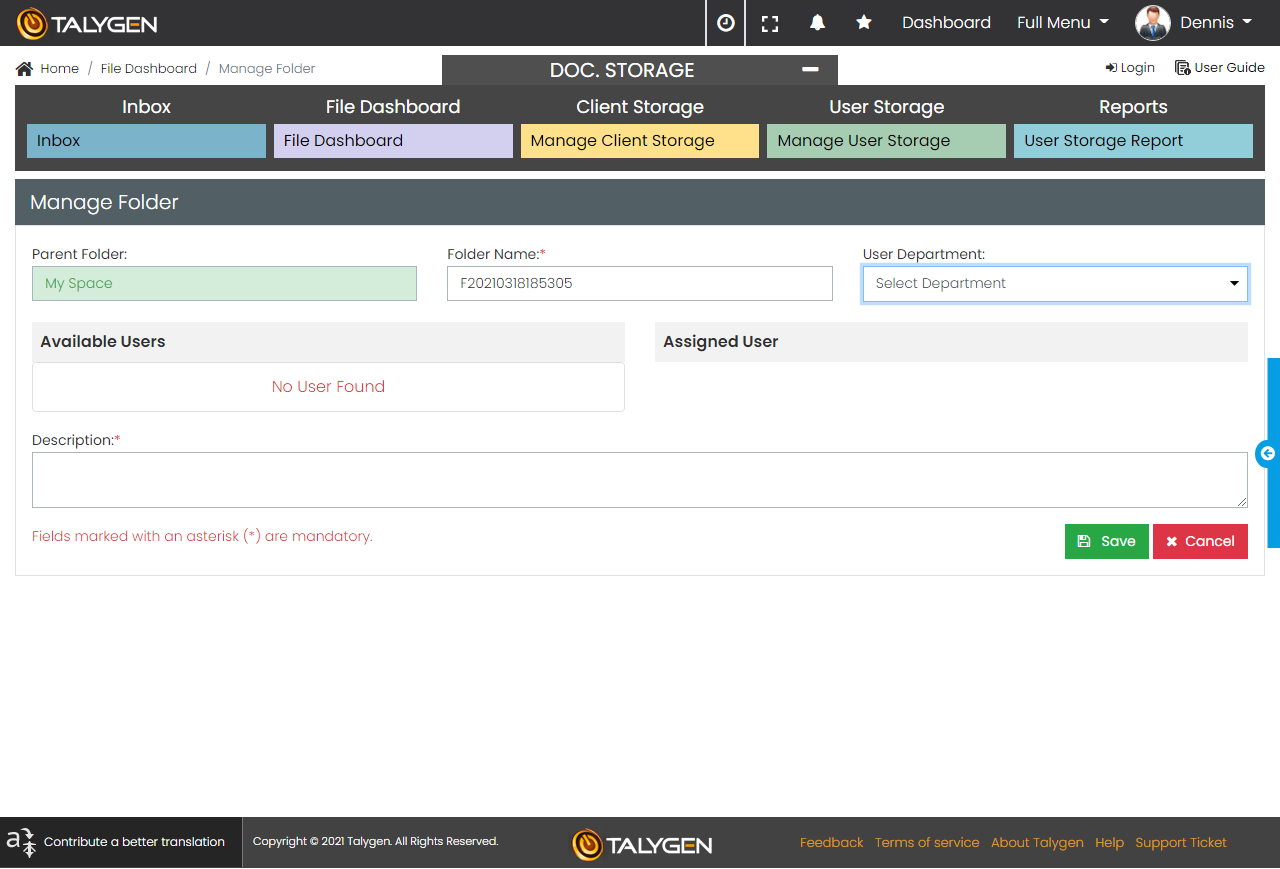 TALYGEN
Dashboard
Full Menu
Dennis
Home / File Dashboard / Manage Folder
DOC. STORAGE
Login
User Guide
Inbox
File Dashboard
Client Storage
User Storage
Reports
Inbox
File Dashboard
Manage Client Storage
Manage User Storage
User Storage Report
Manage Folder
Parent Folder:
Folder Name:*
User Department:
My Space
F20210318185305
Select Department
Available Users
Assigned User
No User Found
Description:*
Fields marked with an asterisk (*) are mandatory.
Save
Cancel
Contribute a better translation
Copyright © 2021 Talygen. All Rights Reserved.
TALYGEN
Feedback
Terms of service
About Talygen
Help
Support Ticket